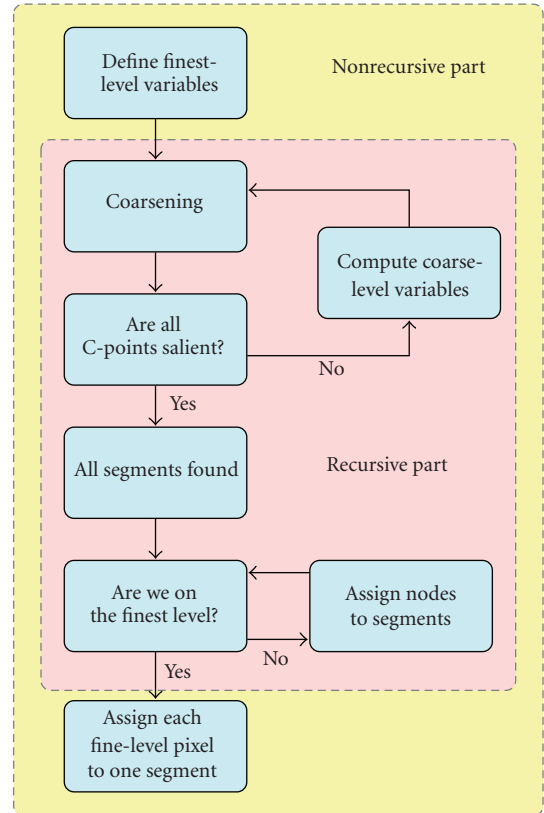 Define finest-
level variables
Nonrecursive part
Coarsening
Compute coarse-
level variables
Are all
C-points salient?
No
Yes
All segments found
Recursive part
Are we on
the finest level?
Assign nodes
to segments
No
Yes
Assign each
fine-level pixel
to one segment